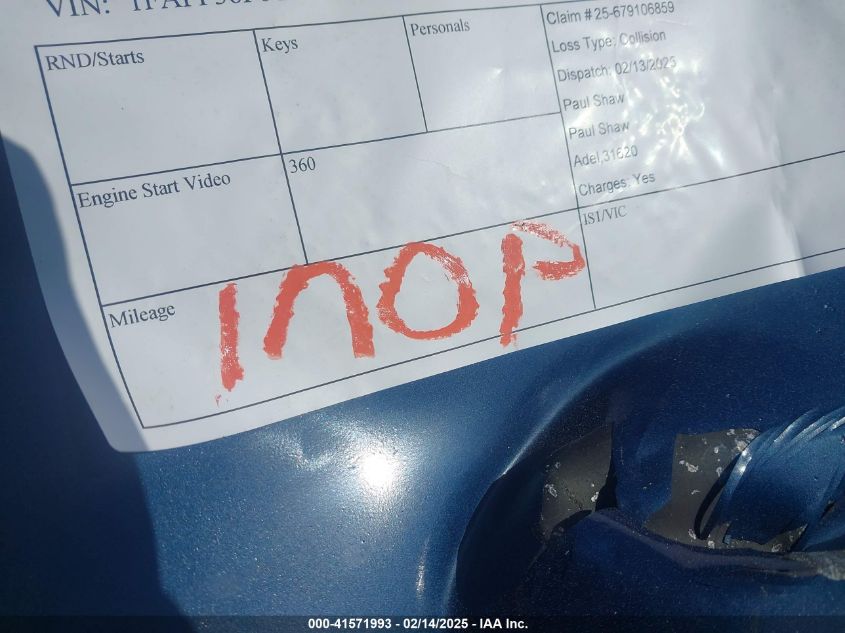 VIN:
RND/Starts
Keys
Personals
Claim # 25-679106859
Loss Type: Collision
Dispatch: 02/13/2025
Paul Shaw
Paul Shaw
Adel,31620
Charges: Yes
Engine Start Video
360
IS1/VIC
Mileage
INOP
000-41571993 - 02/14/2025 - IAA Inc.